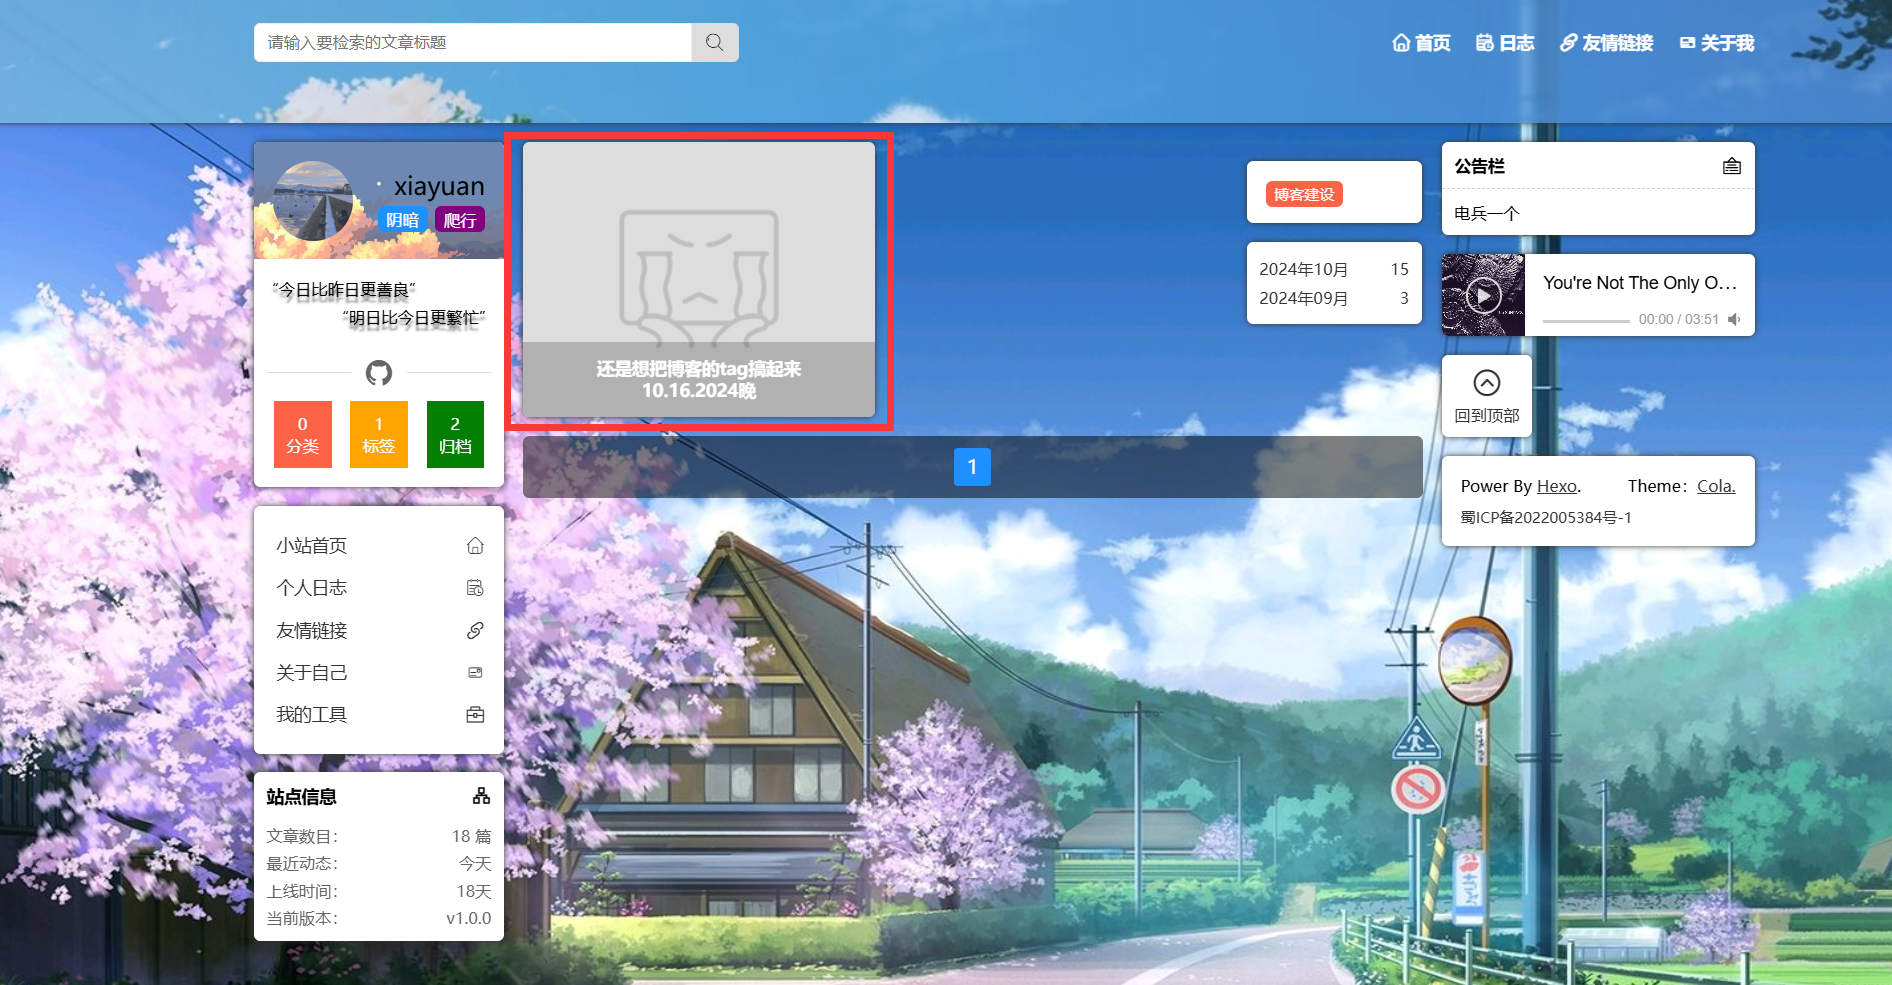 请输入要检索的文章标题
首页
日志
友情链接
关于我
xiayuan
阴暗
爬行
“今日比昨日更善良”
“明日比今日更繁忙”
0
分类
1
标签
2
归档
小站首页
个人日志
友情链接
关于自己
我的工具
站点信息
文章数目： 18 篇
最近动态： 今天
上线时间： 18天
当前版本： v1.0.0
还是想把博客的tag搞起来
10.16.2024晚
1
博客建设
2024年10月 15
2024年09月 3
公告栏
电兵一个
You're Not The Only O...
00:00 / 03:51
回到顶部
Power By Hexo. Theme：Cola.
蜀ICP备2022005384号-1